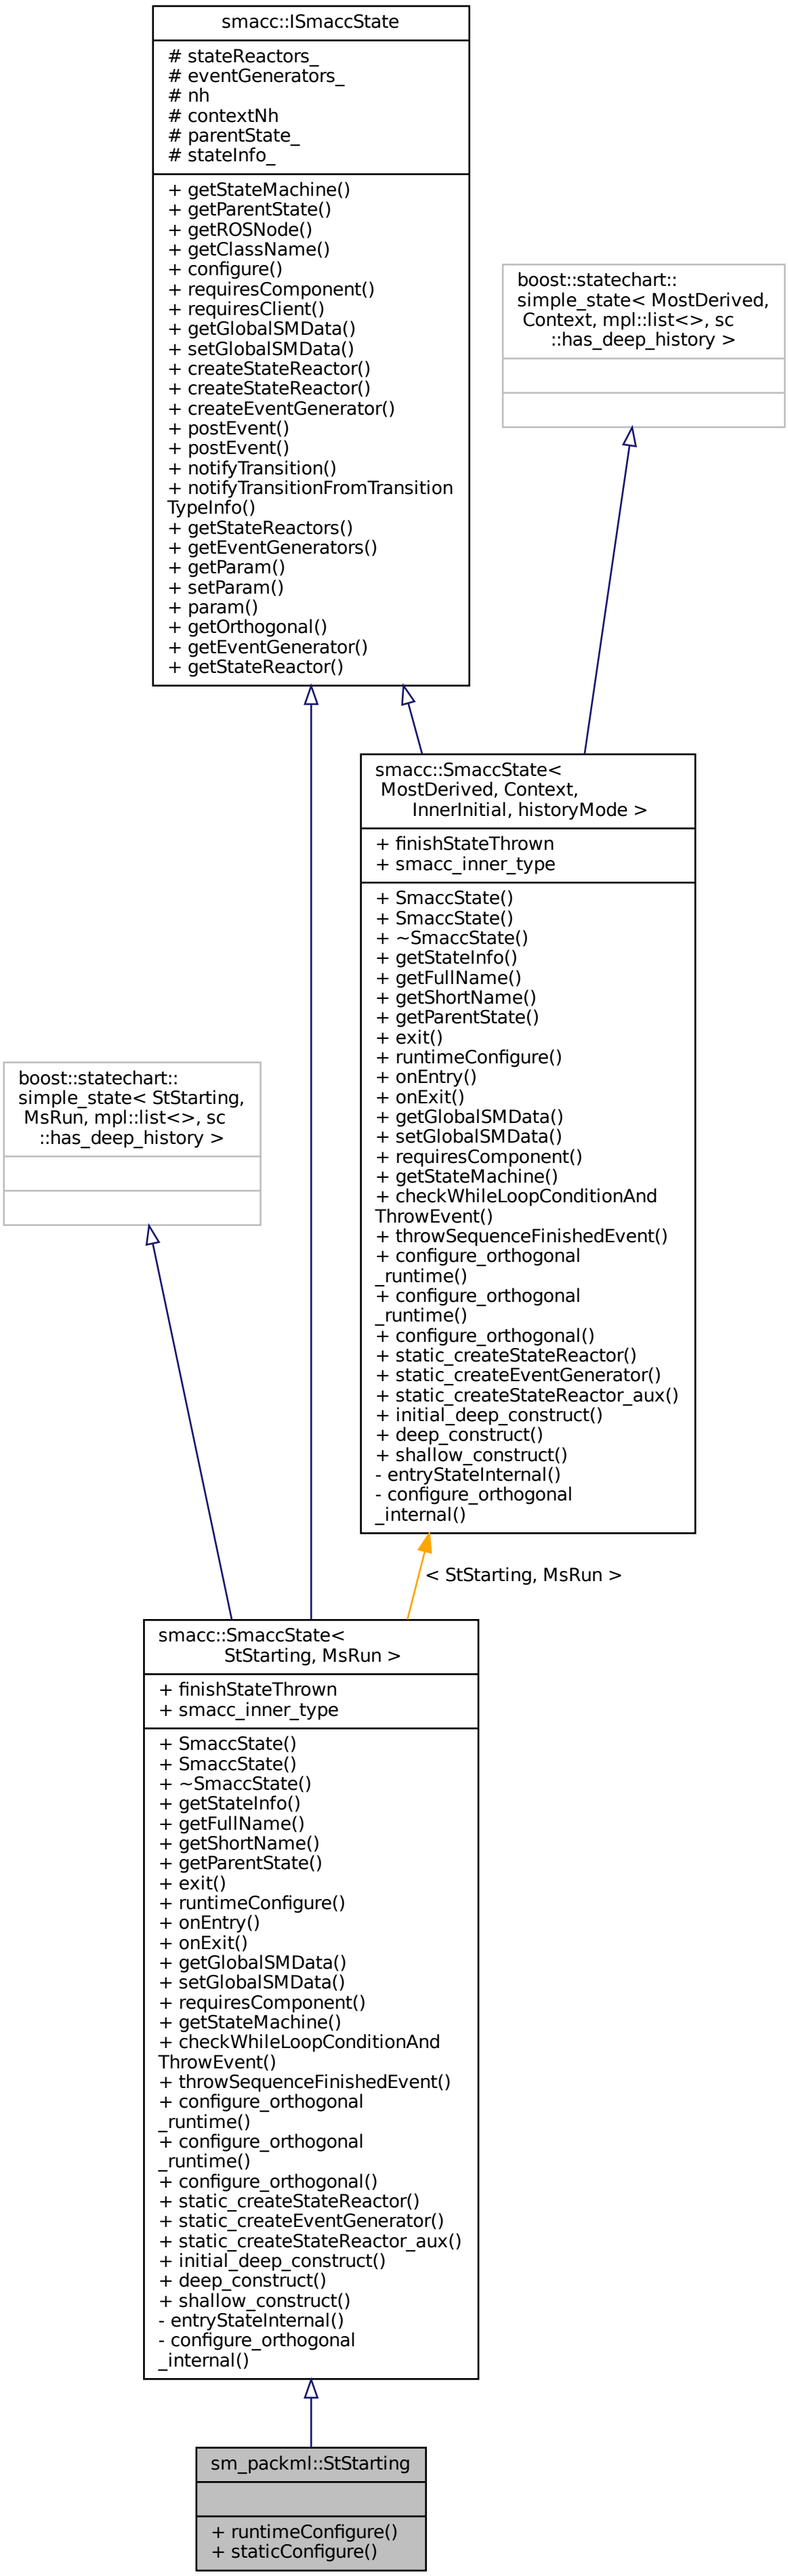 smacc::ISmaccState
# stateReactors_
# eventGenerators_
# nh
# contextNh
# parentState_
# stateInfo_
+ getStateMachine()
+ getParentState()
+ getROSNode()
+ getClassName()
+ configure()
+ requiresComponent()
+ requiresClient()
+ getGlobalSMData()
+ setGlobalSMData()
+ createStateReactor()
+ createStateReactor()
+ createEventGenerator()
+ postEvent()
+ postEvent()
+ notifyTransition()
+ notifyTransitionFromTransition
TypeInfo()
+ getStateReactors()
+ getEventGenerators()
+ getParam()
+ setParam()
+ param()
+ getOrthogonal()
+ getEventGenerator()
+ getStateReactor()
boost::statechart::
simple_state< MostDerived,
Context, mpl::list<>, sc
::has_deep_history >
smacc::SmaccState<
MostDerived, Context,
InnerInitial, historyMode >
+ finishStateThrown
+ smacc_inner_type
+ SmaccState()
+ SmaccState()
+ ~SmaccState()
+ getStateInfo()
+ getFullName()
+ getShortName()
+ getParentState()
+ exit()
+ runtimeConfigure()
+ onEntry()
+ onExit()
+ getGlobalSMData()
+ setGlobalSMData()
+ requiresComponent()
+ getStateMachine()
+ checkWhileLoopConditionAnd
ThrowEvent()
+ throwSequenceFinishedEvent()
+ configure_orthogonal
_runtime()
+ configure_orthogonal
_runtime()
+ configure_orthogonal()
+ static_createStateReactor()
+ static_createEventGenerator()
+ static_createStateReactor_aux()
+ initial_deep_construct()
+ deep_construct()
+ shallow_construct()
- entryStateInternal()
- configure_orthogonal
_internal()
boost::statechart::
simple_state< StStarting,
MsRun, mpl::list<>, sc
::has_deep_history >
< StStarting, MsRun >
smacc::SmaccState<
StStarting, MsRun >
+ finishStateThrown
+ smacc_inner_type
+ SmaccState()
+ SmaccState()
+ ~SmaccState()
+ getStateInfo()
+ getFullName()
+ getShortName()
+ getParentState()
+ exit()
+ runtimeConfigure()
+ onEntry()
+ onExit()
+ getGlobalSMData()
+ setGlobalSMData()
+ requiresComponent()
+ getStateMachine()
+ checkWhileLoopConditionAnd
ThrowEvent()
+ throwSequenceFinishedEvent()
+ configure_orthogonal
_runtime()
+ configure_orthogonal
_runtime()
+ configure_orthogonal()
+ static_createStateReactor()
+ static_createEventGenerator()
+ static_createStateReactor_aux()
+ initial_deep_construct()
+ deep_construct()
+ shallow_construct()
- entryStateInternal()
- configure_orthogonal
_internal()
sm_packml::StStarting
+ runtimeConfigure()
+ staticConfigure()